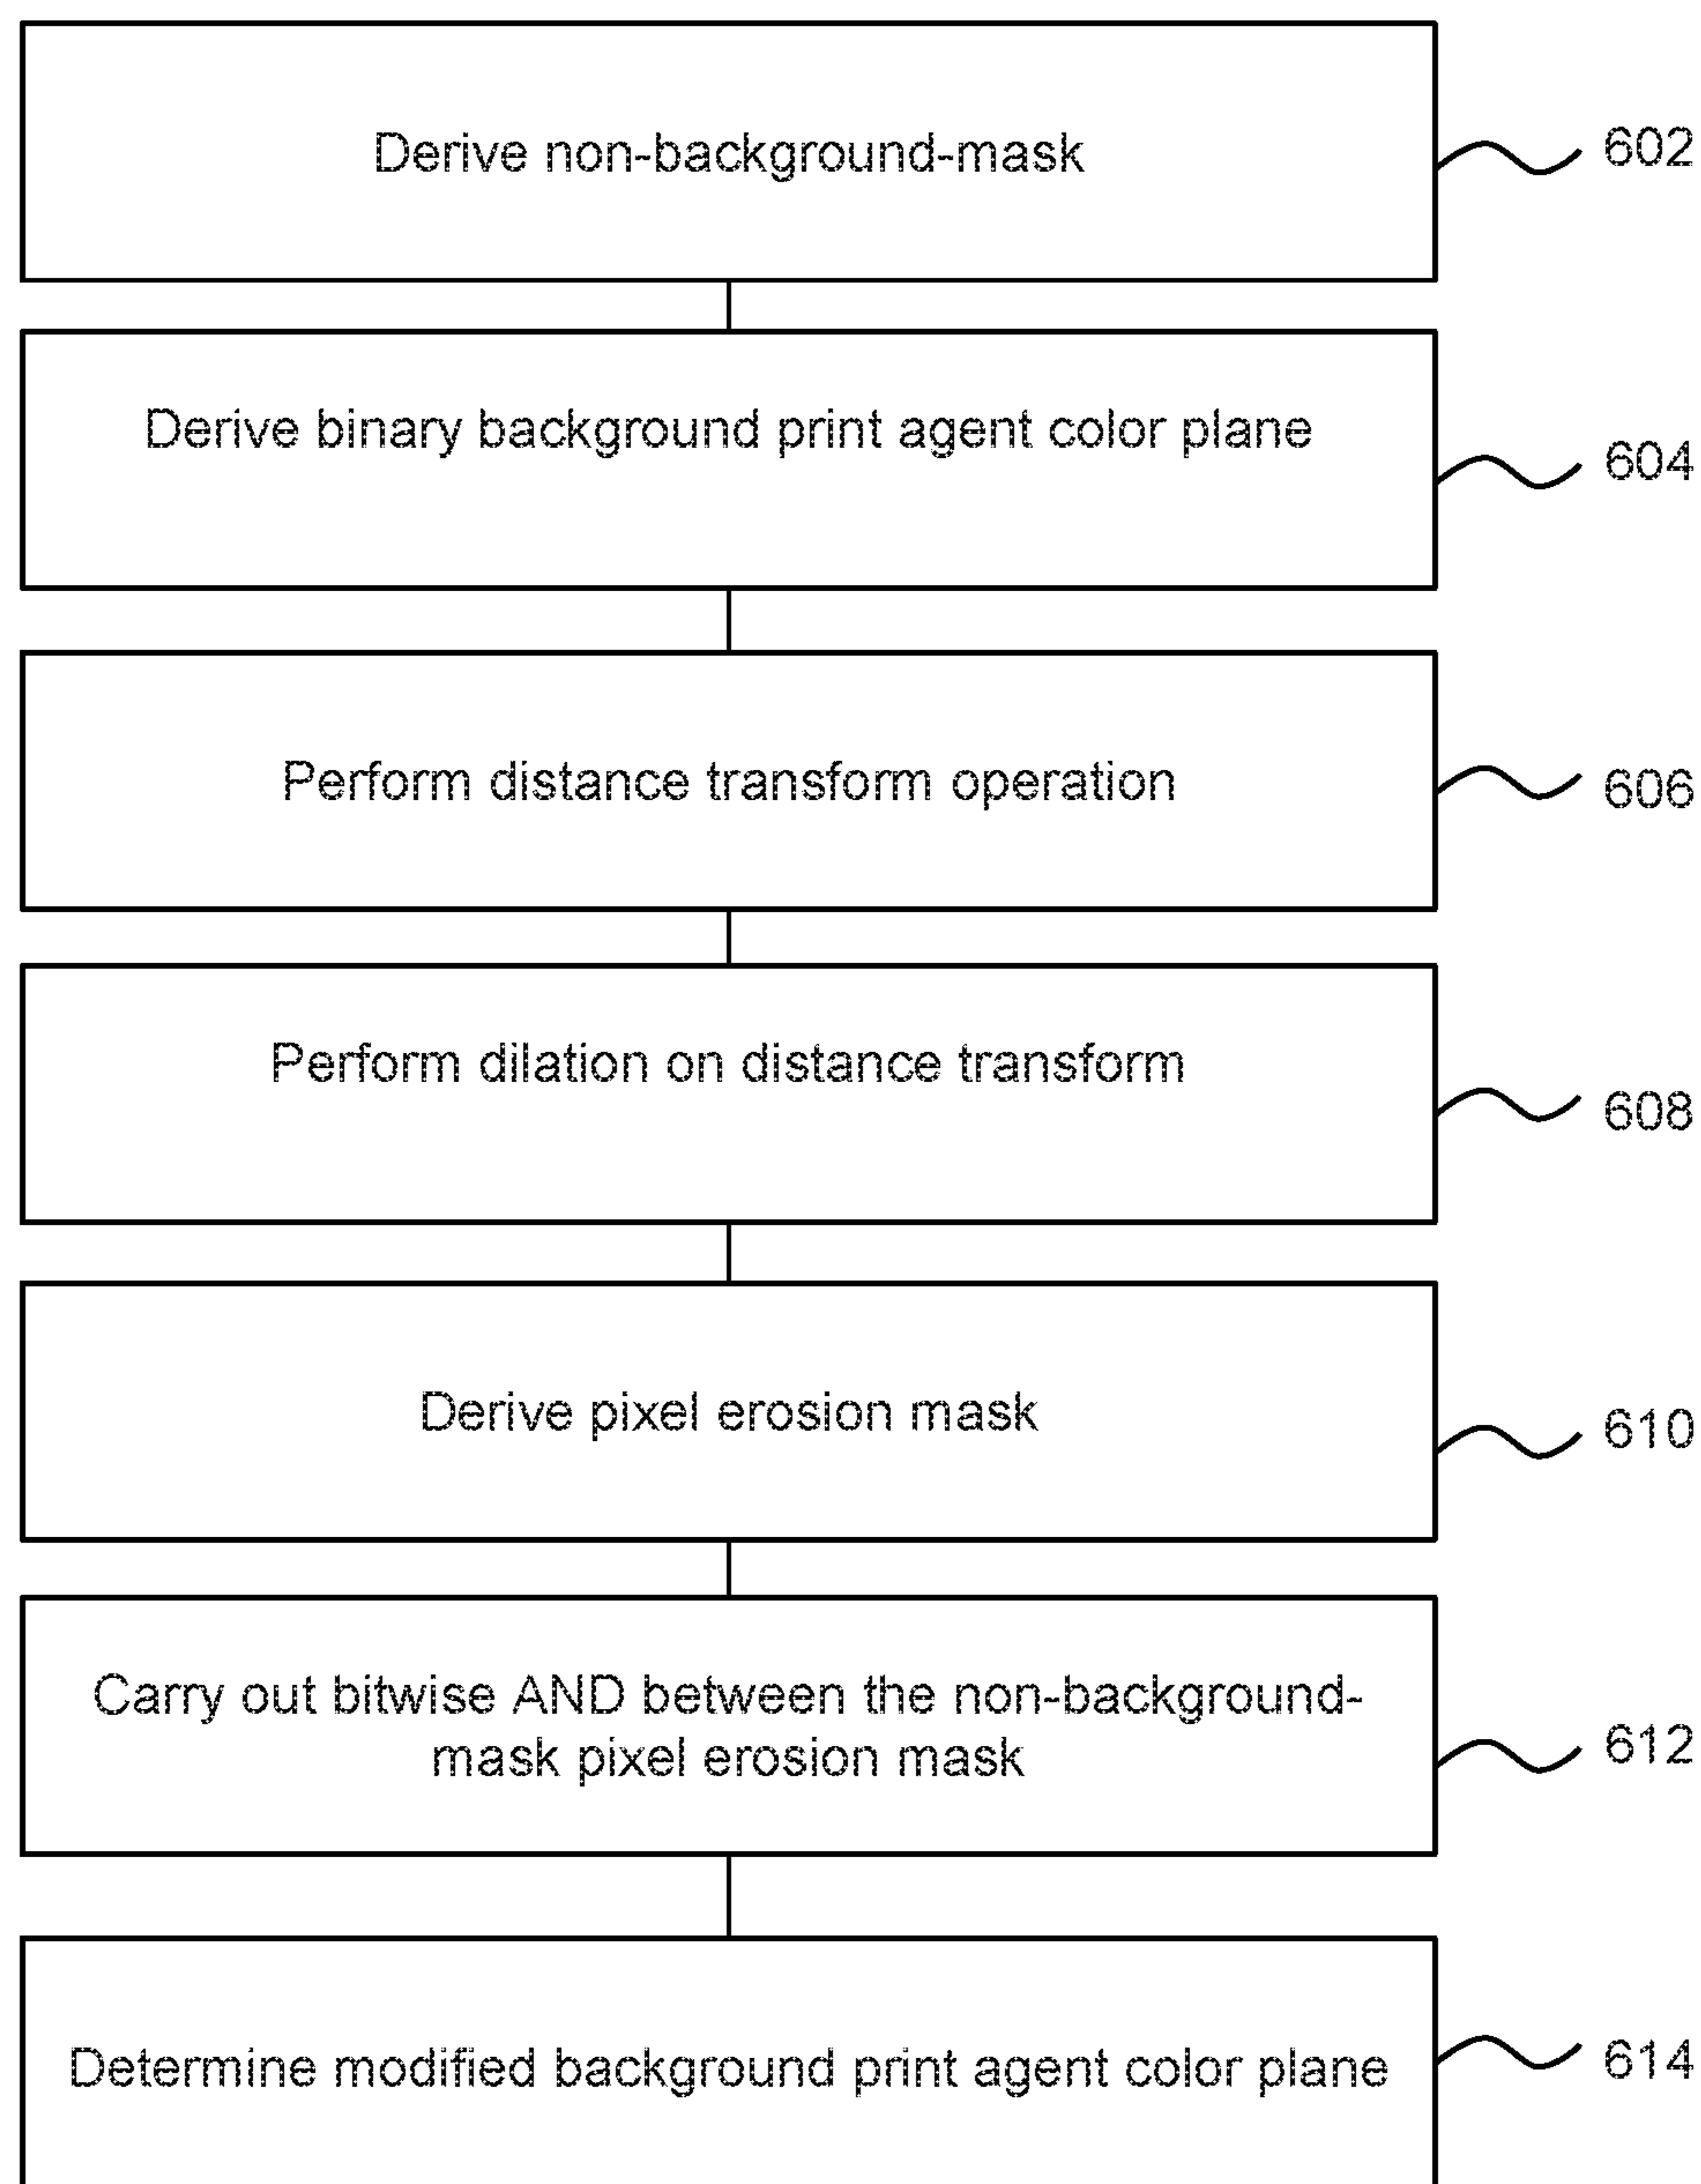 Derive non-background-mask
602
Derive binary background print agent color plane
604
Perform distance transform operation
606
Perform dilation on distance transform
608
Derive pixel erosion mask
610
Carry out bitwise AND between the non-background-
mask pixel erosion mask
612
Determine modified background print agent color plane
614